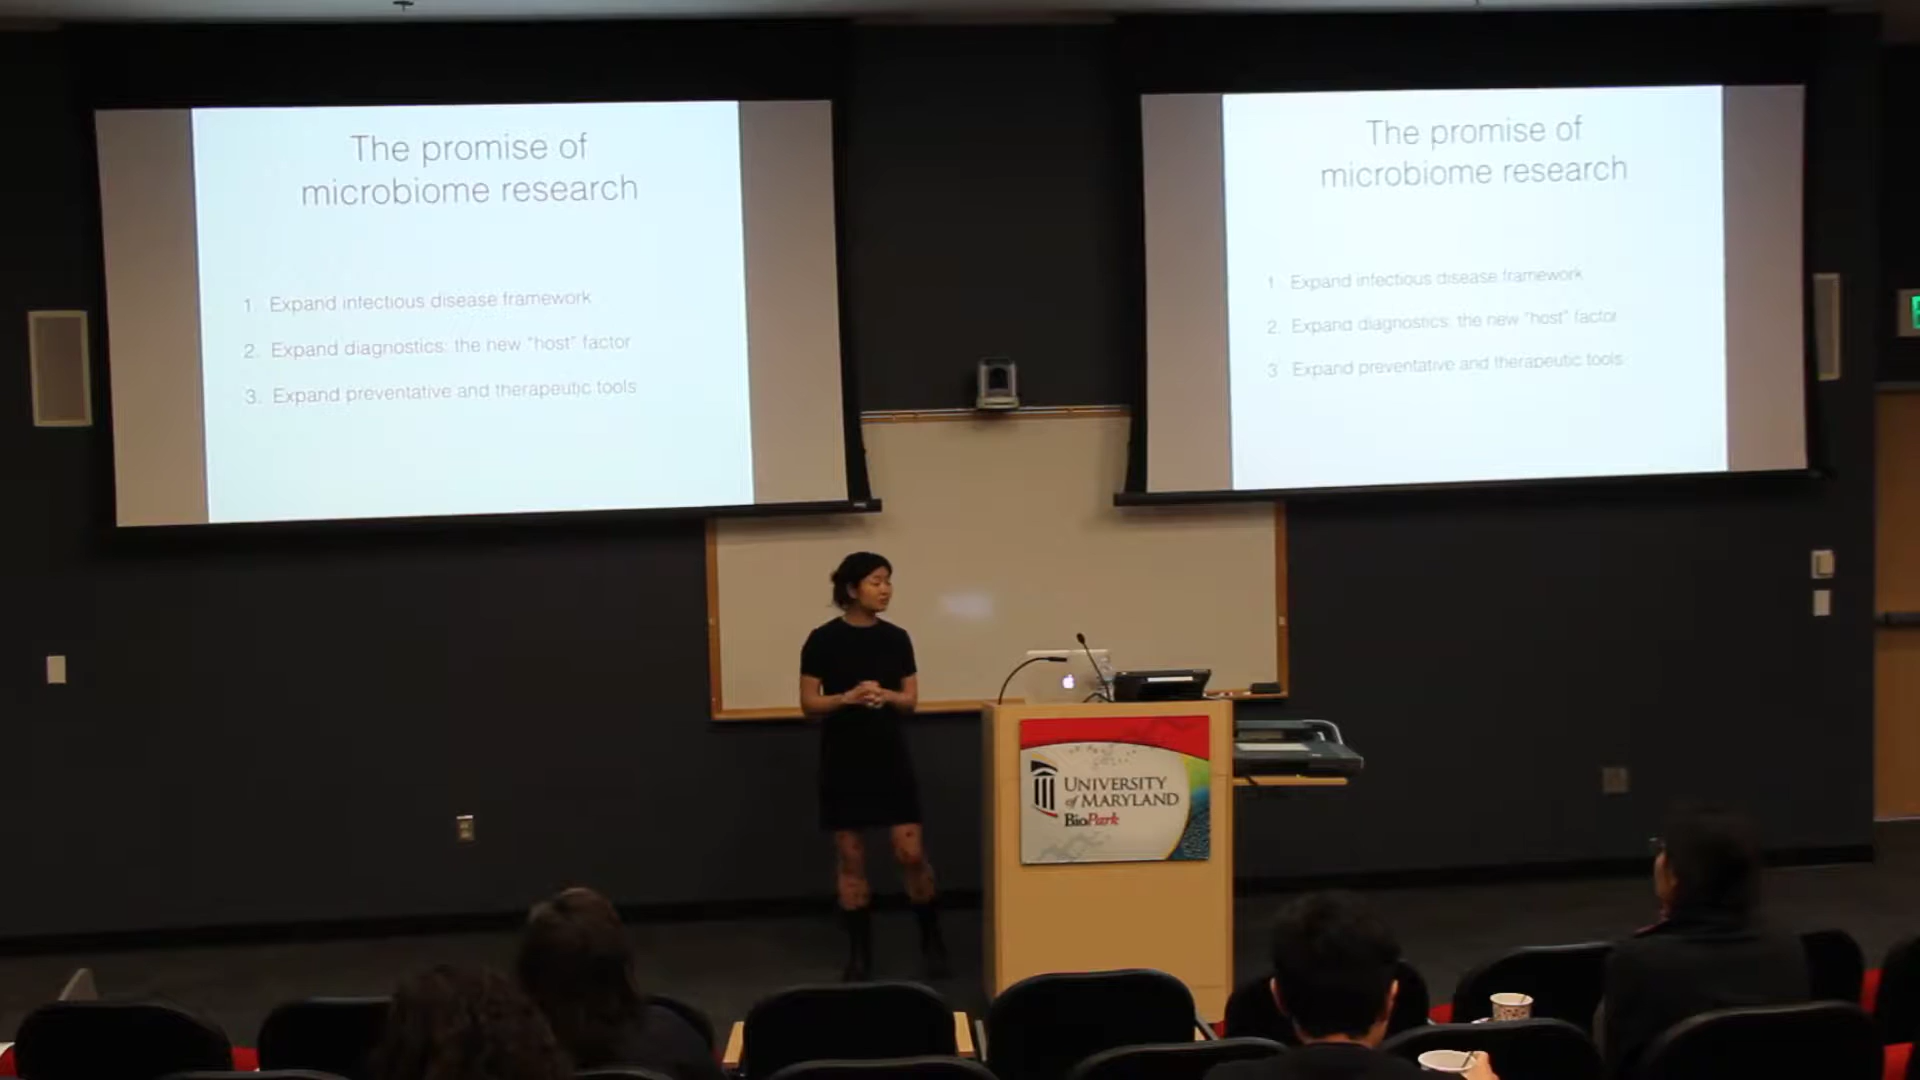 The promise of
microbiome research
1. Expand infectious disease framework
2. Expand diagnostics: the new "host" factor
3. Expand preventative and therapeutic tools
The promise of
microbiome research
1. Expand infectious disease framework
2. Expand diagnostics: the new "host" factor
3. Expand preventative and therapeutic tools
UNIVERSITY
of MARYLAND
BioPark